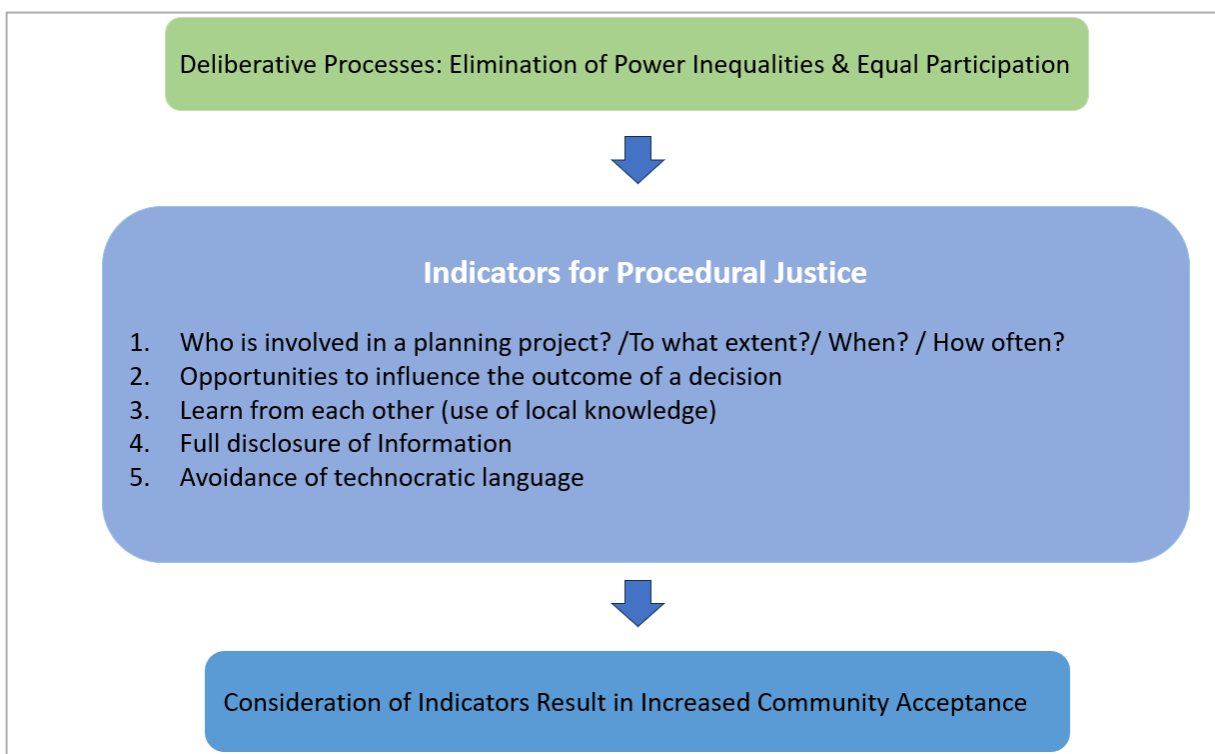 Deliberative Processes: Elimination of Power Inequalities & Equal Participation
Indicators for Procedural Justice
1. Who is involved in a planning project? /To what extent?/ When? / How often?
2. Opportunities to influence the outcome of a decision
3. Learn from each other (use of local knowledge)
4. Full disclosure of Information
5. Avoidance of technocratic language
Consideration of Indicators Result in Increased Community Acceptance